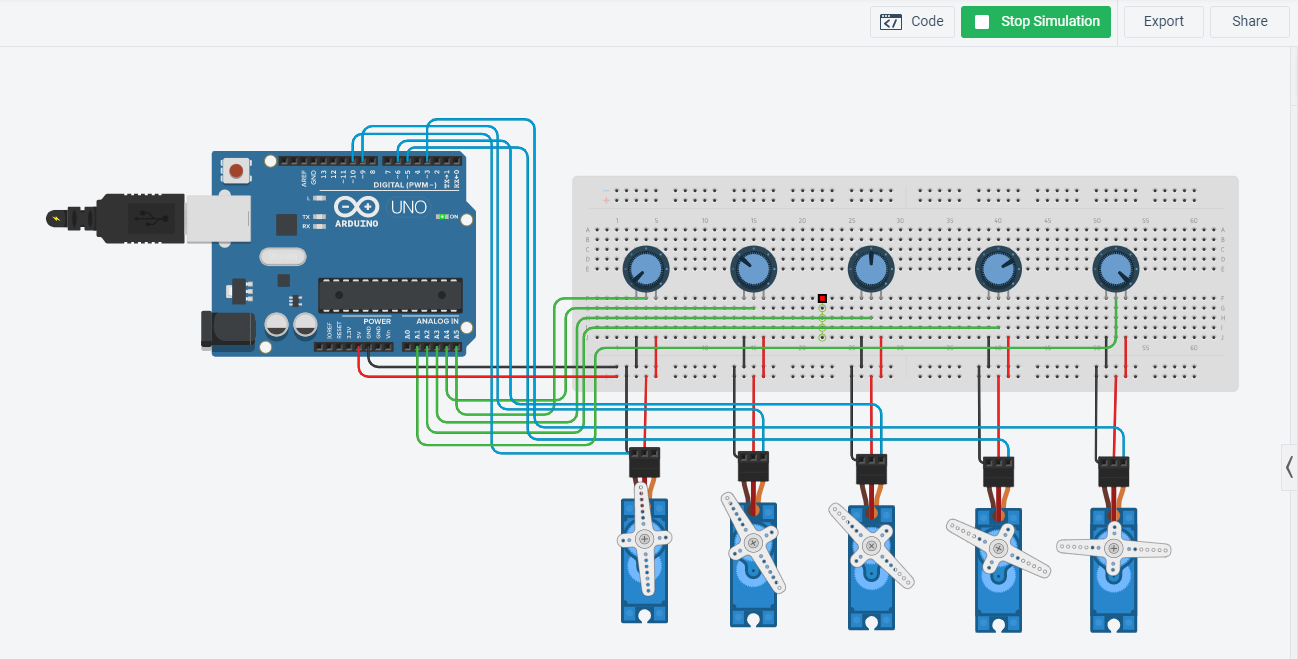 Code
Stop Simulation
Export
Share
AREF
GND
13
12
~11
~10
~9
8
7
~6
~5
4
~3
2
TX→1
RX←0
DIGITAL (PWM~)
L
TX
RX
UNO
ARDUINO
ON
POWER
ANALOG IN
IOREF
RESET
3.3V
5V
GND
GND
Vin
A0
A1
A2
A3
A4
A5
1 5 10 15 20 25 30 35 40 45 50 55 60
A A
B B
C C
D D
E E
F
G
H
I
J
55 60